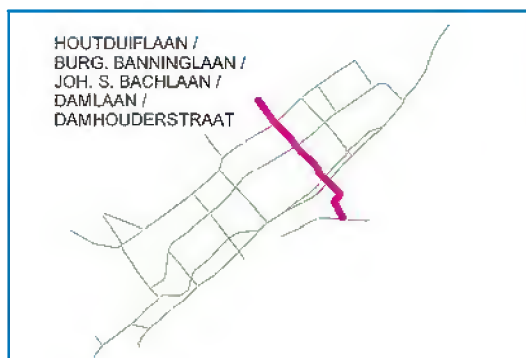 HOUTDUIFLAAN /
BURG. BANNINGLAAN /
JOH. S. BACHLAAN /
DAMLAAN /
DAMHOUDERSTRAAT